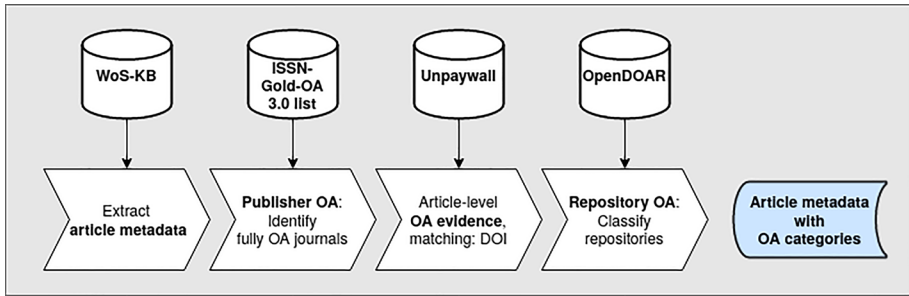 WoS-KB
ISSN-
Gold-OA
3.0 list
Unpaywall
OpenDOAR
Extract
article metadata
Publisher OA:
Identify
fully OA journals
Article-level
OA evidence,
matching: DOI
Repository OA:
Classify
repositories
Article metadata
with
OA categories